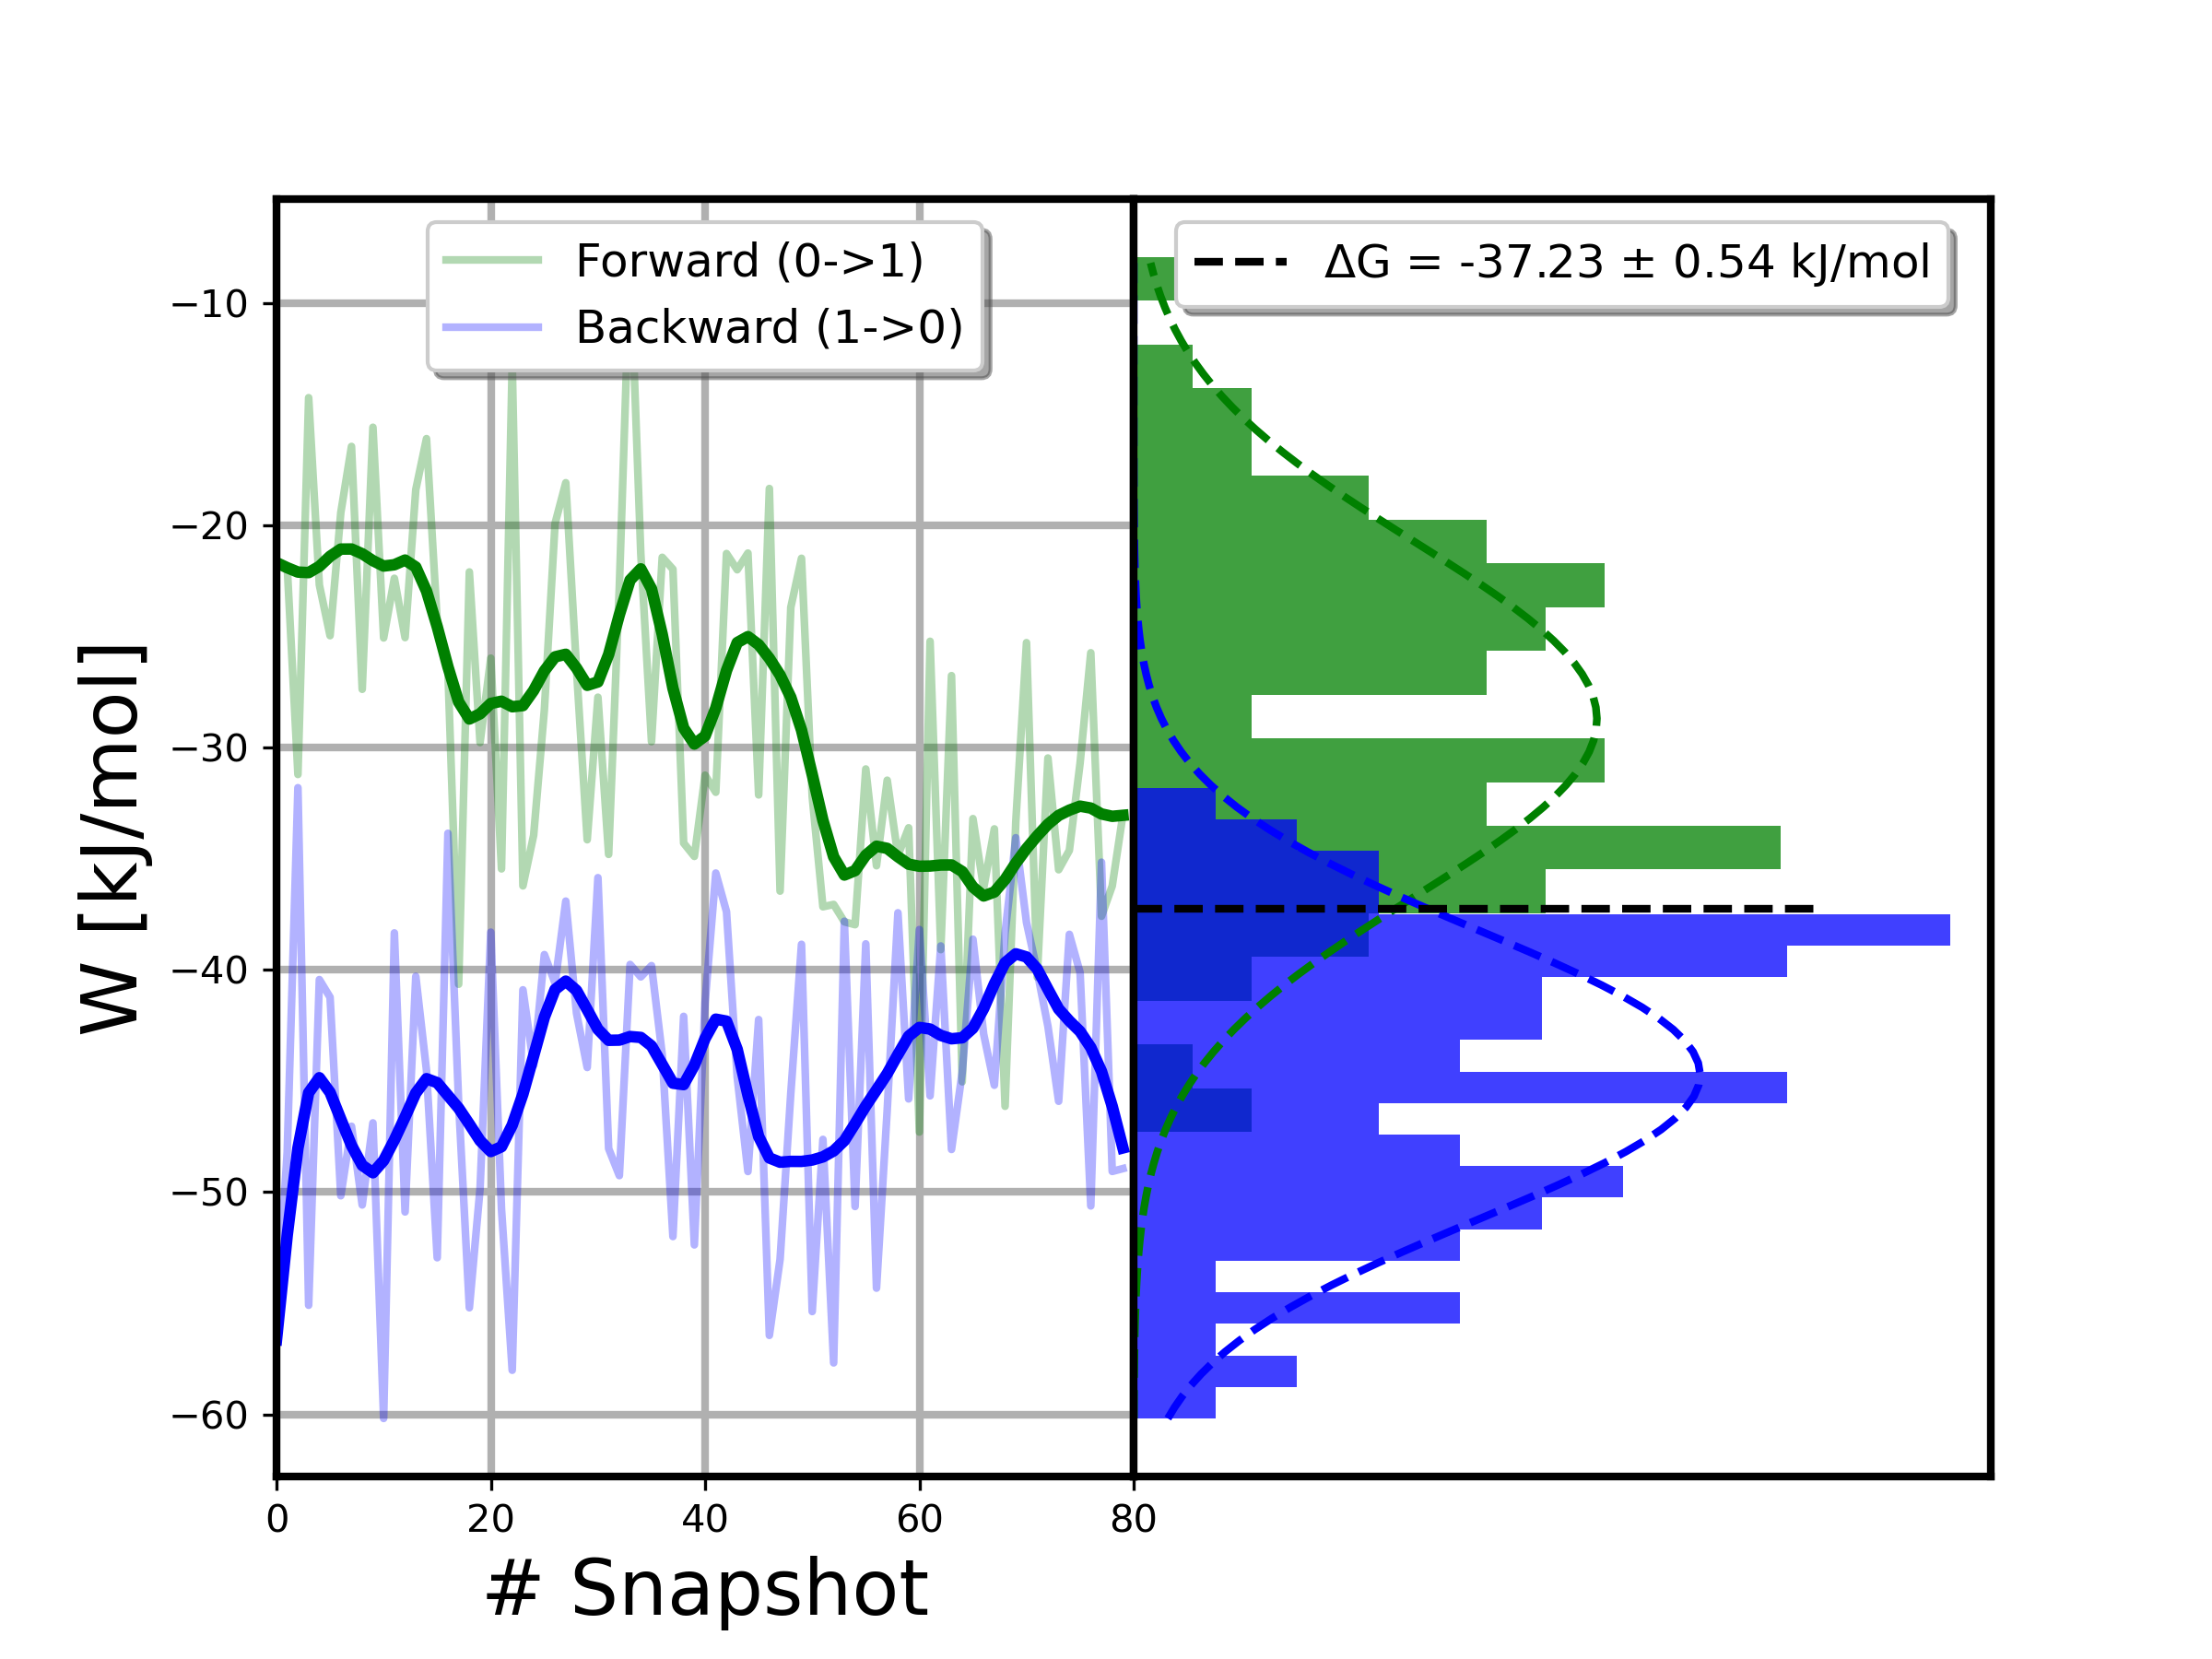 Forward (0->1)
Backward (1->0)
ΔG = -37.23 ± 0.54 kJ/mol
W [kJ/mol]
−10
−20
−30
−40
−50
−60
0 20 40 60 80
# Snapshot